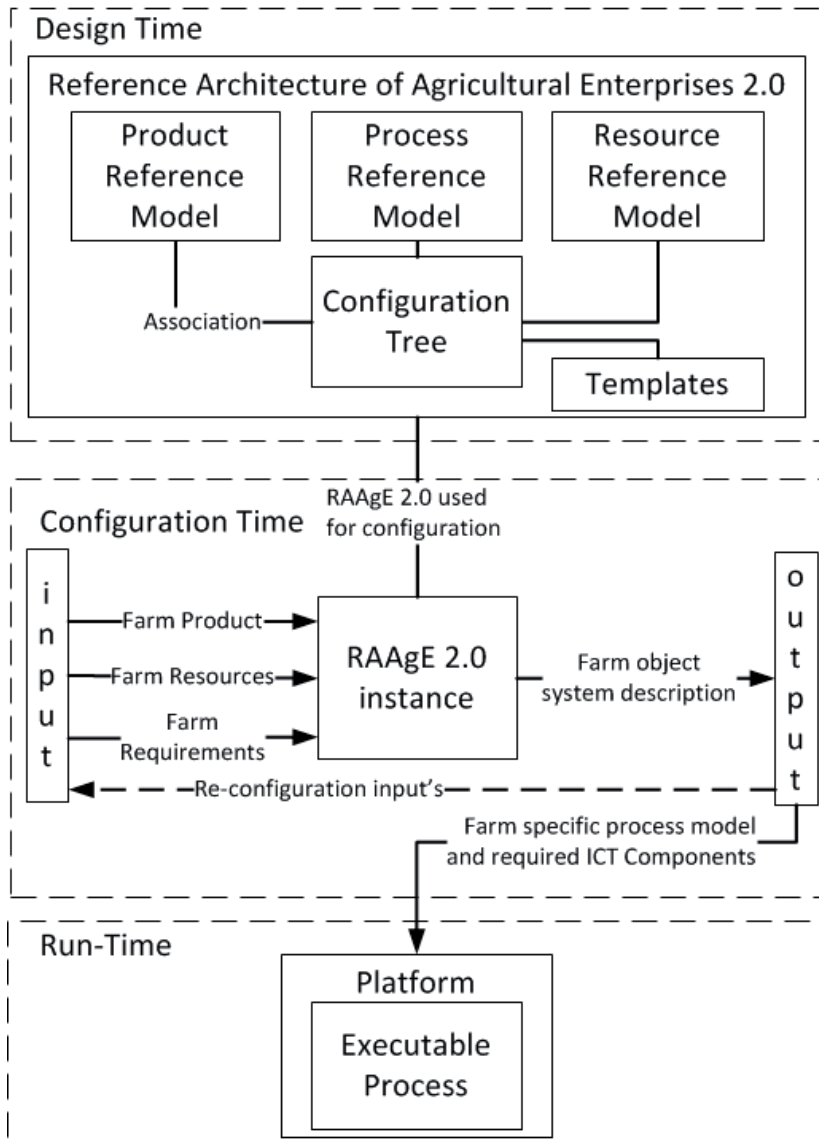 Design Time
Reference Architecture of Agricultural Enterprises 2.0
Product
Reference
Model
Process
Reference
Model
Resource
Reference
Model
Association
Configuration
Tree
Templates
RAAgE 2.0 used
for configuration
Configuration Time
input
Farm Product
Farm Resources
Farm
Requirements
RAAgE 2.0
instance
Farm object
system description
output
Re-configuration input's
Farm specific process model
and required ICT Components
Run-Time
Platform
Executable
Process